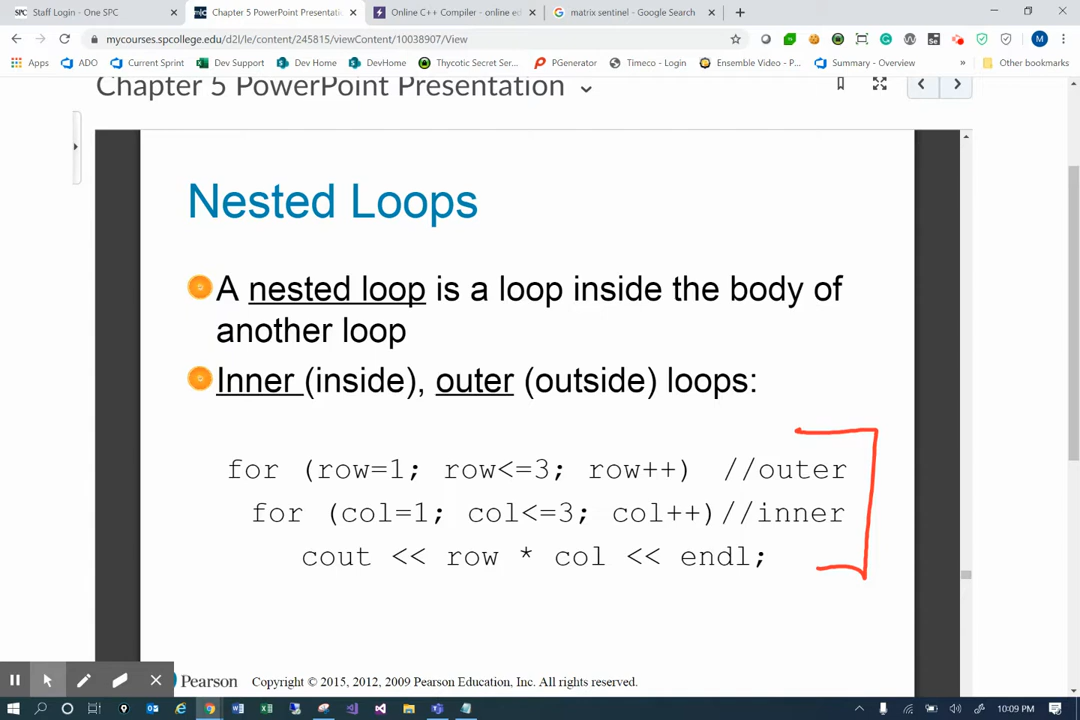 Staff Login - One SPC
Chapter 5 PowerPoint Presentati
Online C++ Compiler - online ed
matrix sentinel - Google Search
mycourses.spcollege.edu/d2l/le/content/245815/viewContent/10038907/View
Apps
ADO
Current Sprint
Dev Support
Dev Home
DevHome
Thycotic Secret Ser...
PGenerator
Timeco - Login
Ensemble Video - P...
Summary - Overview
»
Other bookmarks
Chapter 5 PowerPoint Presentation
Nested Loops
A nested loop is a loop inside the body of
another loop
Inner (inside), outer (outside) loops:
for (row=1; row<=3; row++) //outer
for (col=1; col<=3; col++)//inner
cout << row * col << endl;
Pearson
Copyright © 2015, 2012, 2009 Pearson Education, Inc. All rights reserved.
10:09 PM